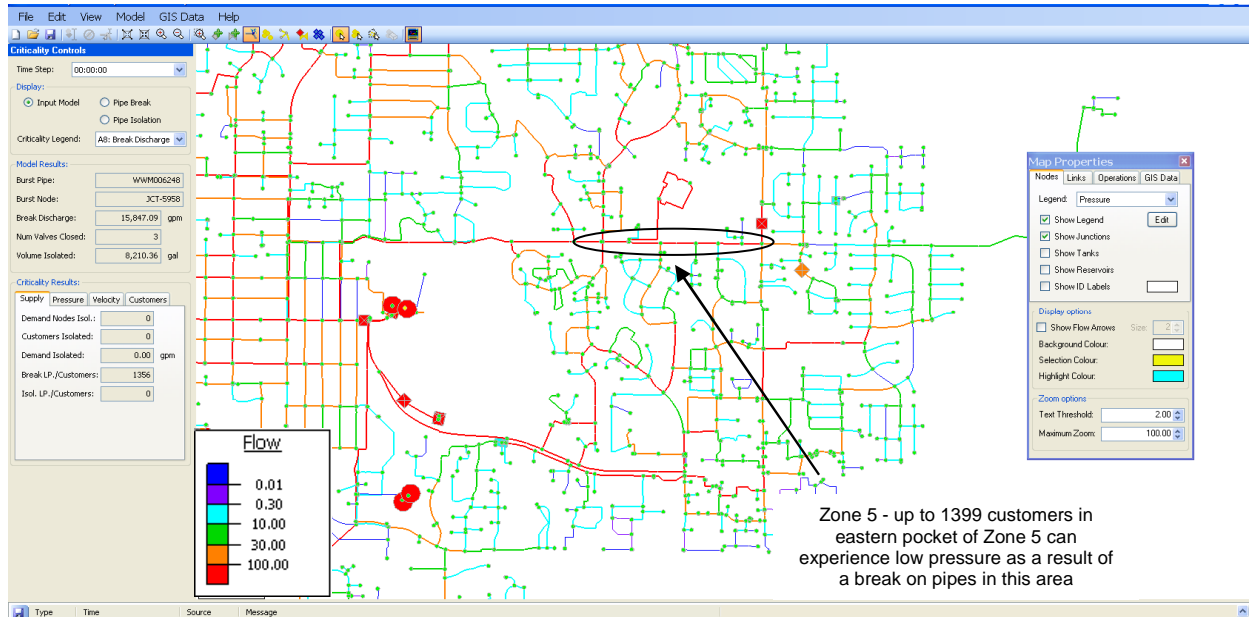 File Edit View Model GIS Data Help
Criticality Controls
Time Step: 00:00:00
Display:
Input Model Pipe Break
Pipe Isolation
Criticality Legend: A8: Break Discharge
Model Results:
Burst Pipe: WWM006248
Burst Node: JCT-5958
Break Discharge: 15,847.09 gpm
Num Valves Closed: 3
Volume Isolated: 8,210.36 gal
Criticality Results:
Supply Pressure Velocity Customers
Demand Nodes Isol.: 0
Customers Isolated: 0
Demand Isolated: 0.00 gpm
Break LP./Customers: 1356
Isol. LP./Customers: 0
Flow
0.01
0.30
10.00
30.00
100.00
Map Properties
Nodes Links Operations GIS Data
Legend: Pressure
Show Legend Edit
Show Junctions
Show Tanks
Show Reservoirs
Show ID Labels
Display options
Show Flow Arrows Size: 2
Background Colour:
Selection Colour:
Highlight Colour:
Zoom options
Text Threshold: 2.00
Maximum Zoom: 100.00
Zone 5 - up to 1399 customers in
eastern pocket of Zone 5 can
experience low pressure as a result of
a break on pipes in this area
Type Time Source Message